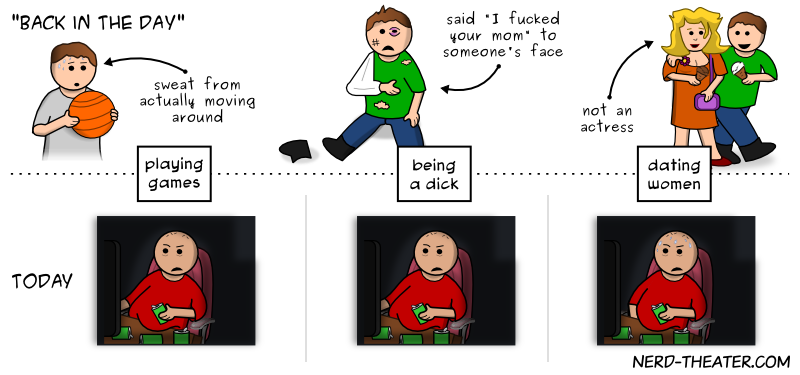 "BACK IN THE DAY"
sweat from
actually moving
around
said "I fucked
your mom" to
someone's face
not an
actress
playing
games
being
a dick
dating
women
TODAY
NERD-THEATER.COM